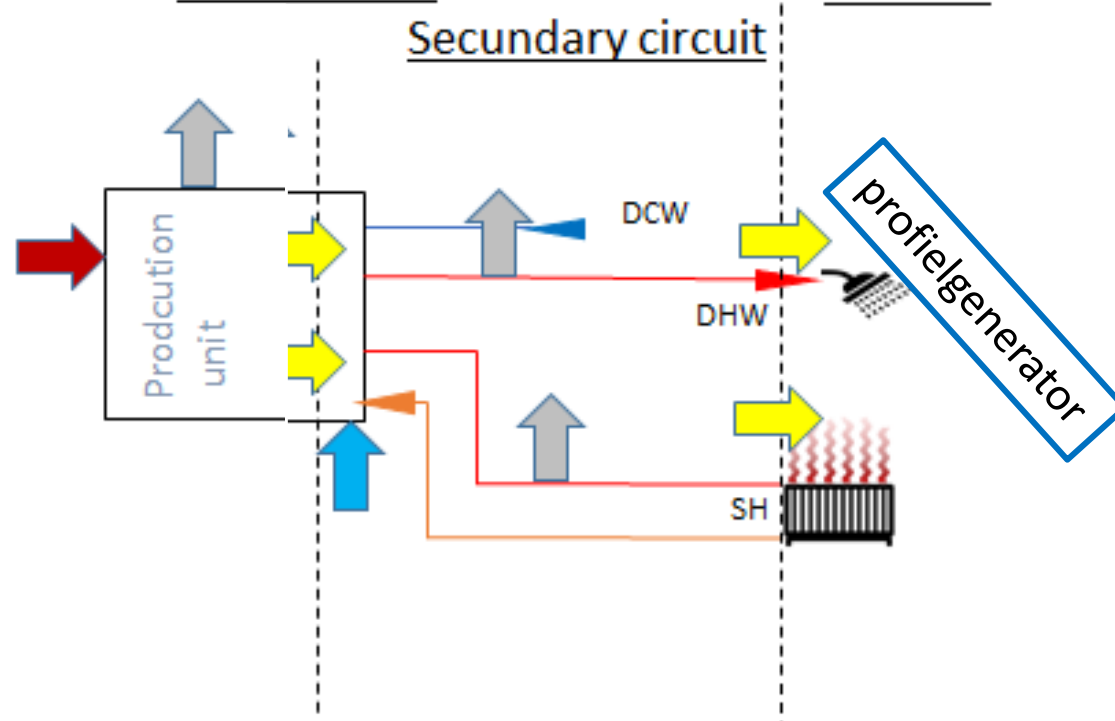 Secundary circuit
Prodcution
unit
DCW
DHW
SH
profielgenerator